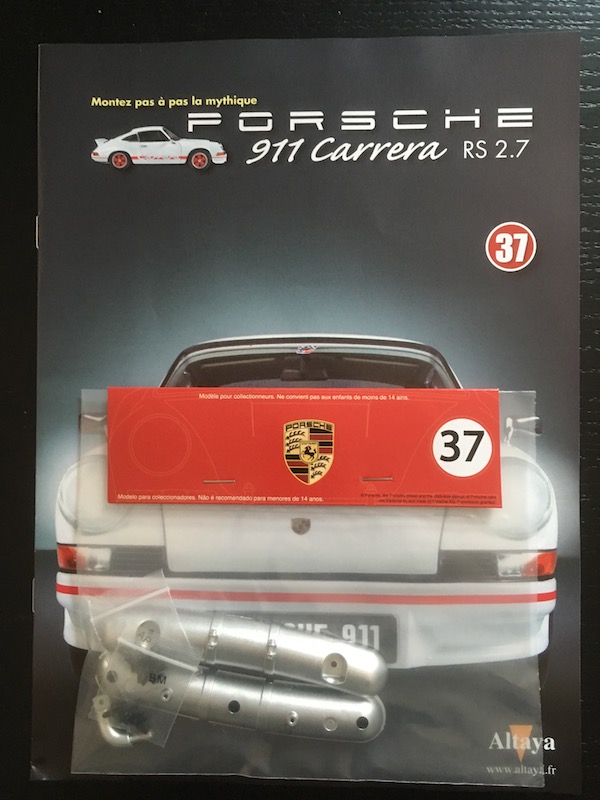 Montez pas à pas la mythique
PORSCHE
911 Carrera RS 2.7
37
Modèle pour collectionneurs. Ne convient pas aux enfants de moins de 14 ans.
PORSCHE
37
Modelo para coleccionadores. Não é recomendado para menores de 14 anos.
911
BM
Altaya
www.altaya.fr